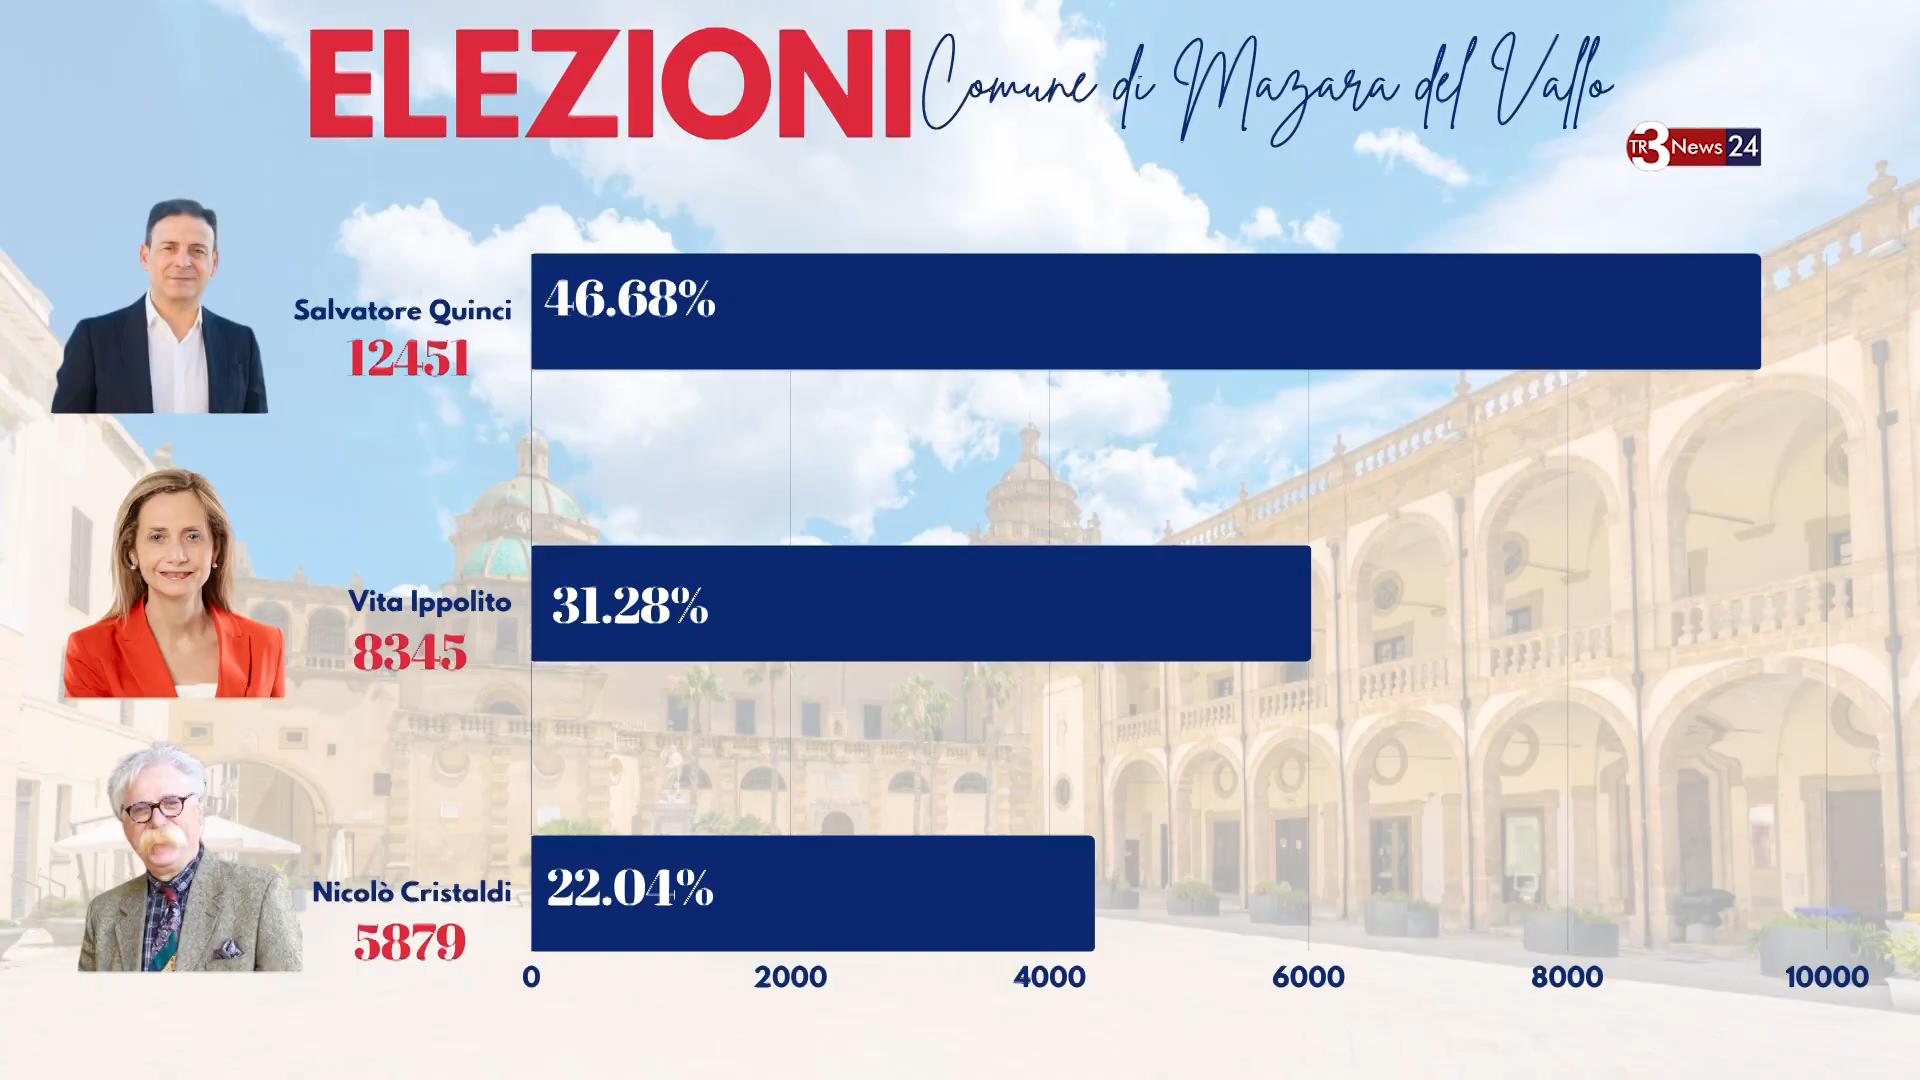 ELEZIONI Comune di Mazara del Vallo
TR3 News 24
Salvatore Quinci
12451
46.68%
Vita Ippolito
8345
31.28%
Nicolò Cristaldi
5879
22.04%
0 2000 4000 6000 8000 10000